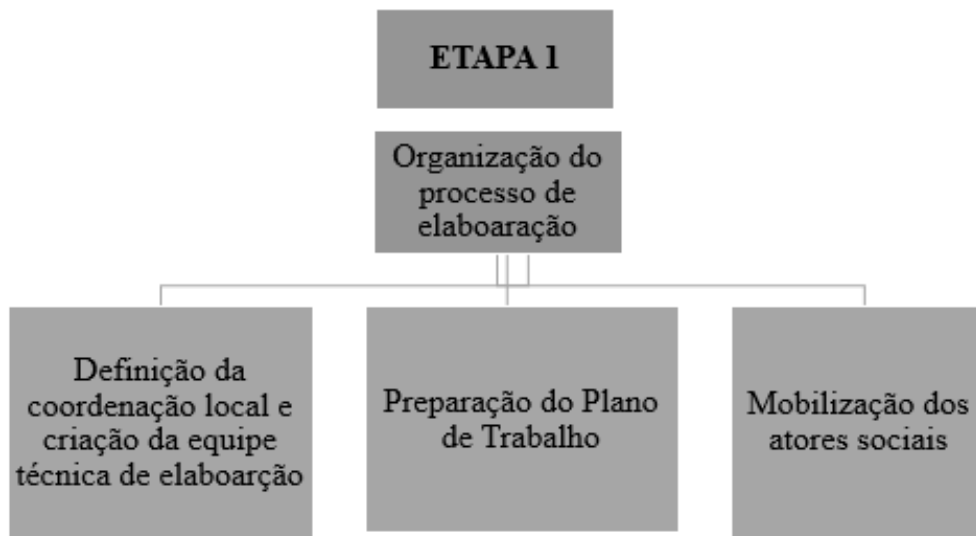 ETAPA 1
Organização do
processo de
elaboaração
Definição da
coordenação local e
criação da equipe
técnica de elaboarção
Preparação do Plano
de Trabalho
Mobilização dos
atores sociais